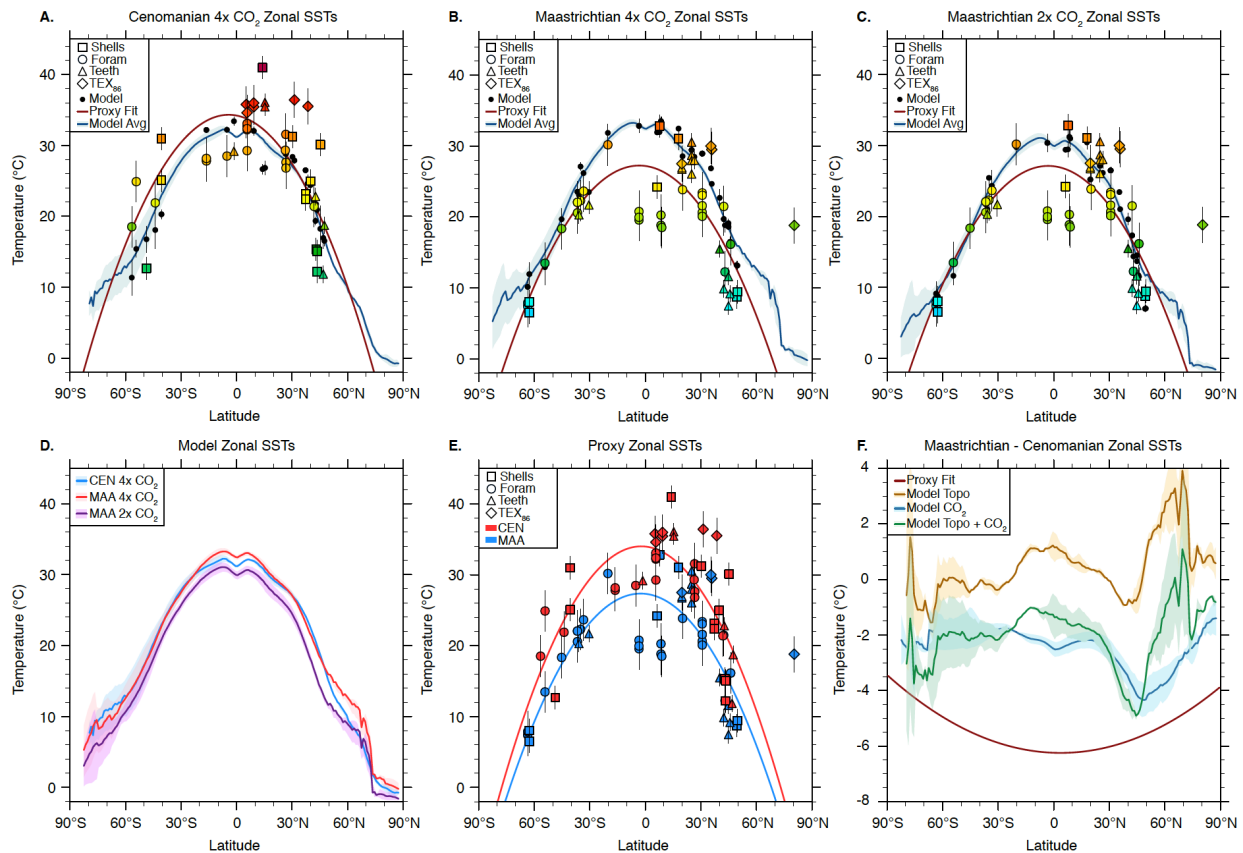 A.
Cenomanian 4x CO₂ Zonal SSTs
Shells
Foram
Teeth
TEX₈₆
Model
Proxy Fit
Model Avg
Temperature (°C)
40
30
20
10
0
90°S
60°S
30°S
0
30°N
60°N
90°N
Latitude
B.
Maastrichtian 4x CO₂ Zonal SSTs
Shells
Foram
Teeth
TEX₈₆
Model
Proxy Fit
Model Avg
Temperature (°C)
40
30
20
10
0
90°S
60°S
30°S
0
30°N
60°N
90°N
Latitude
C.
Maastrichtian 2x CO₂ Zonal SSTs
Shells
Foram
Teeth
TEX₈₆
Model
Proxy Fit
Model Avg
Temperature (°C)
40
30
20
10
0
90°S
60°S
30°S
0
30°N
60°N
90°N
Latitude
D.
Model Zonal SSTs
CEN 4x CO₂
MAA 4x CO₂
MAA 2x CO₂
Temperature (°C)
40
30
20
10
0
90°S
60°S
30°S
0
30°N
60°N
90°N
Latitude
E.
Proxy Zonal SSTs
Shells
Foram
Teeth
TEX₈₆
CEN
MAA
Temperature (°C)
40
30
20
10
0
90°S
60°S
30°S
0
30°N
60°N
90°N
Latitude
F.
Maastrichtian - Cenomanian Zonal SSTs
Proxy Fit
Model Topo
Model CO₂
Model Topo + CO₂
Temperature (°C)
4
2
0
-2
-4
-6
-8
90°S
60°S
30°S
0
30°N
60°N
90°N
Latitude